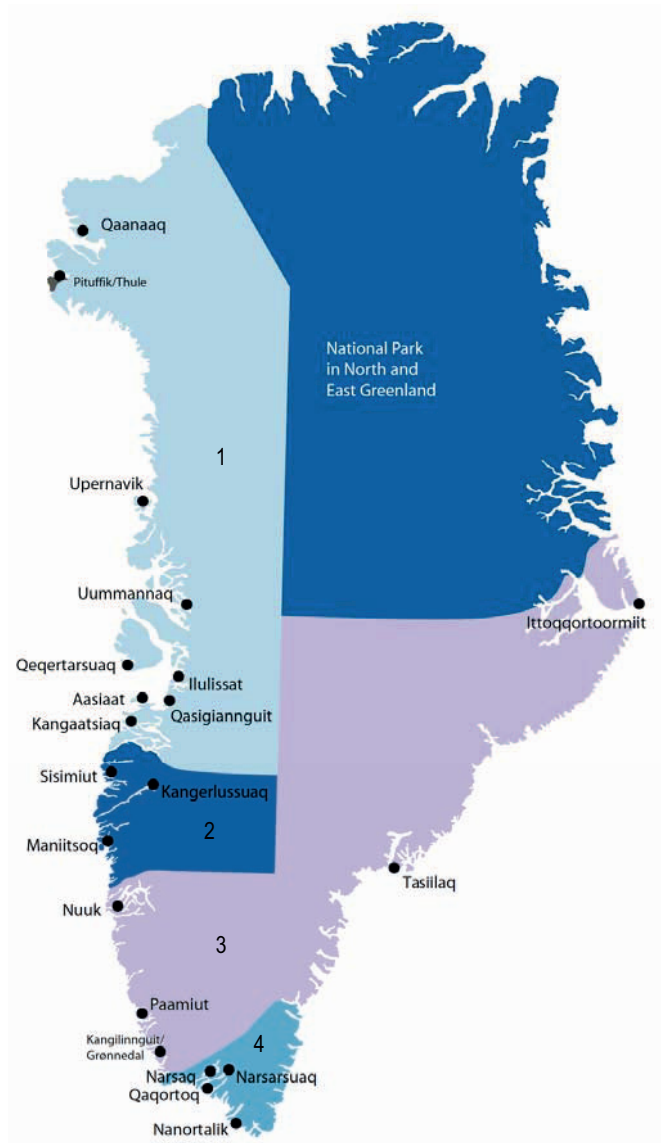 Qaanaaq
Pituffik/Thule
National Park
in North and
East Greenland
1
Upernavik
Uummannaq
Ittoqqortoormiit
Qeqertarsuaq
Ilulissat
Aasiaat
Qasigiannguit
Kangaatsiaq
Sisimiut
Kangerlussuaq
2
Maniitsoq
Tasiilaq
Nuuk
3
Paamiut
Kangilinnguit/
Grønnedal
4
Narsaq
Narsarsuaq
Qaqortoq
Nanortalik